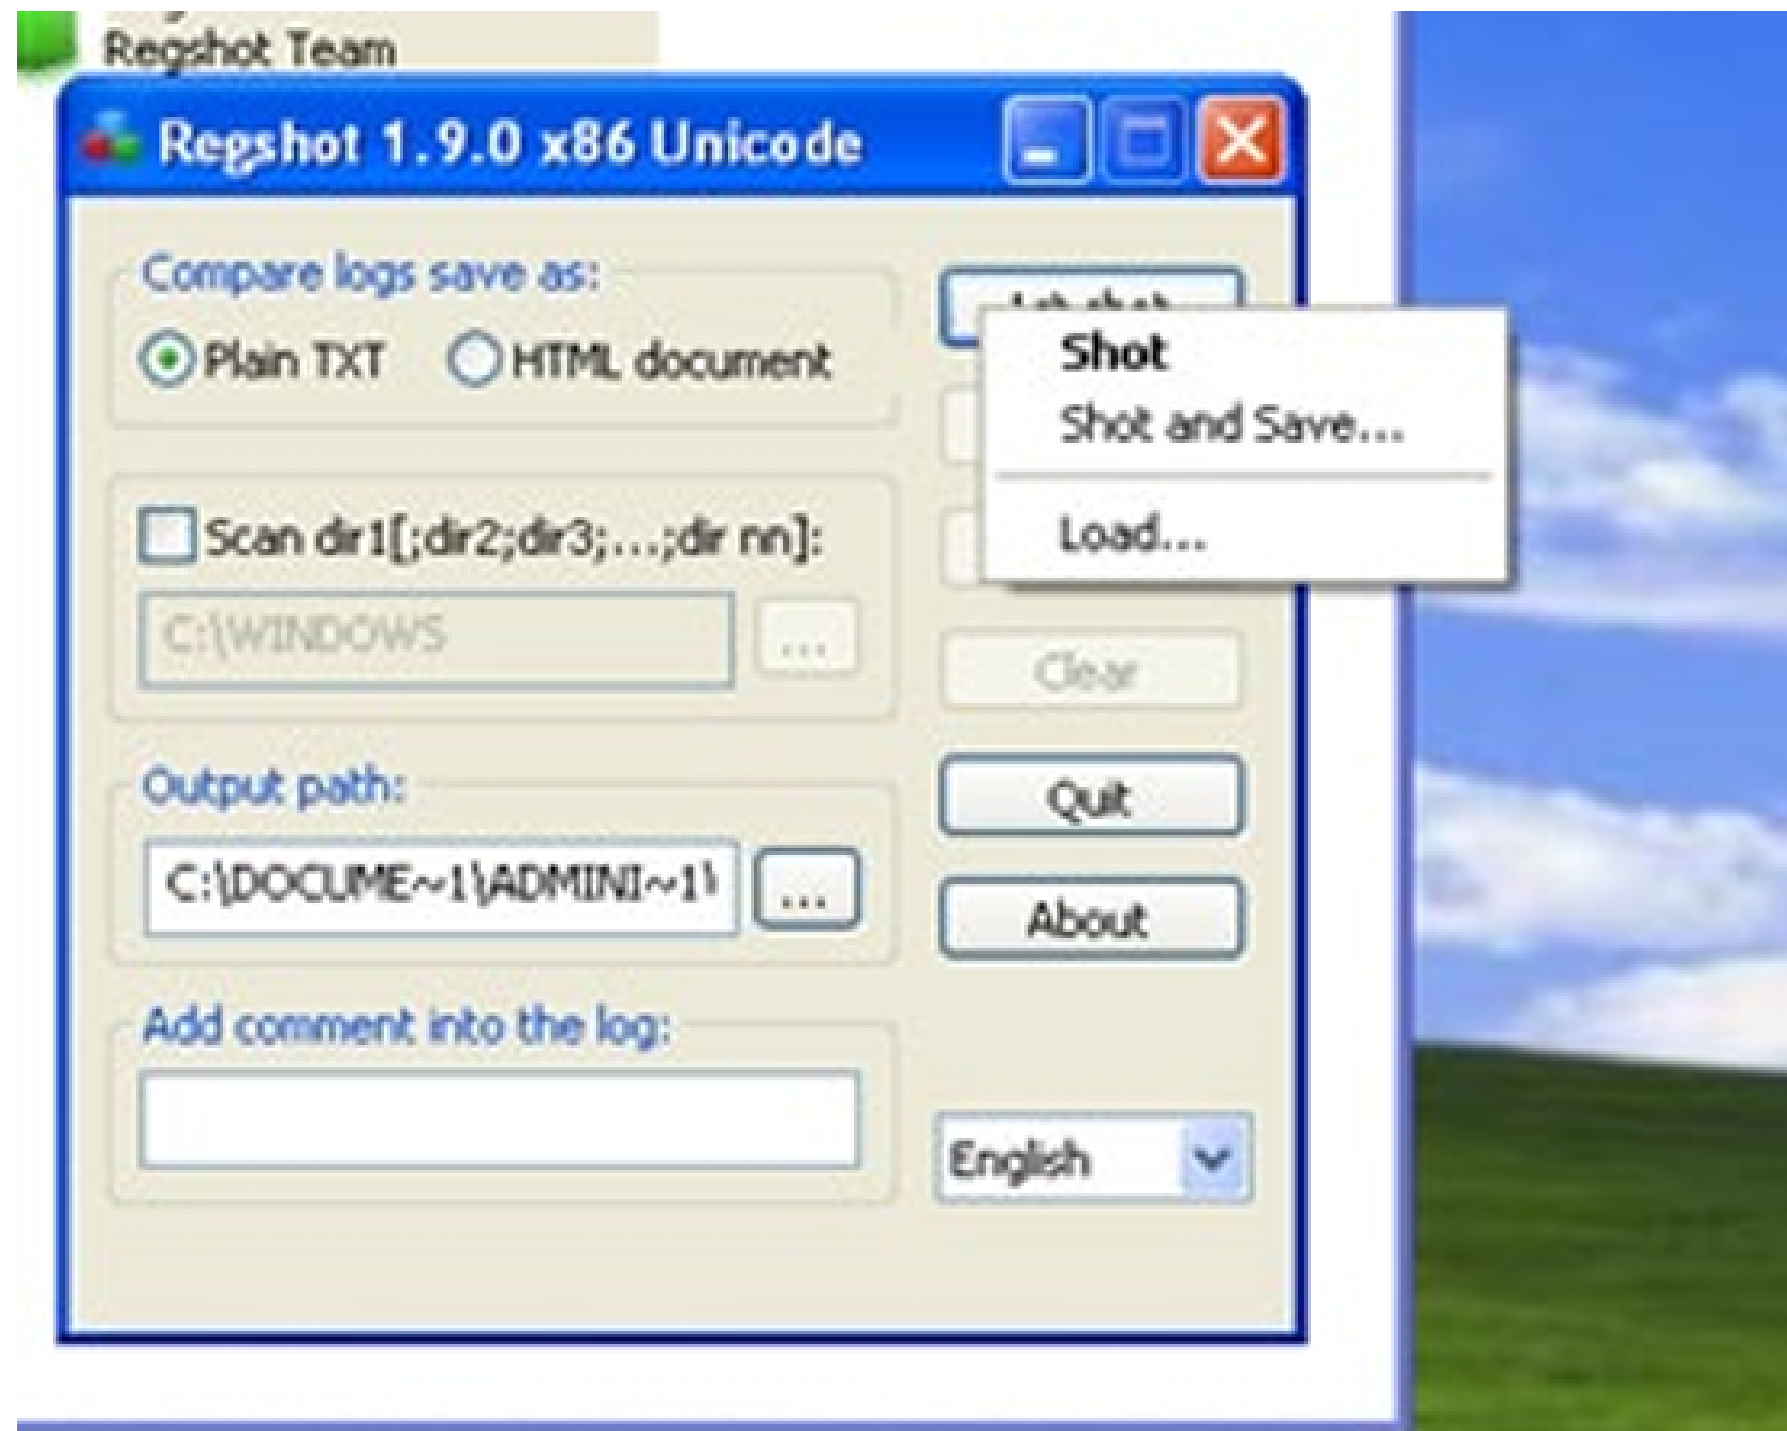 Regshot Team
Regshot 1.9.0 x86 Unicode
Compare logs save as:
Plain TXT
HTML document
Shot
Shot and Save...
Load...
Scan dir1[;dir2;dir3;...;dir nn]:
C:\WINDOWS
...
Clear
Output path:
Quit
C:\DOCUME~1\ADMINI~1\
...
About
Add comment into the log:
English